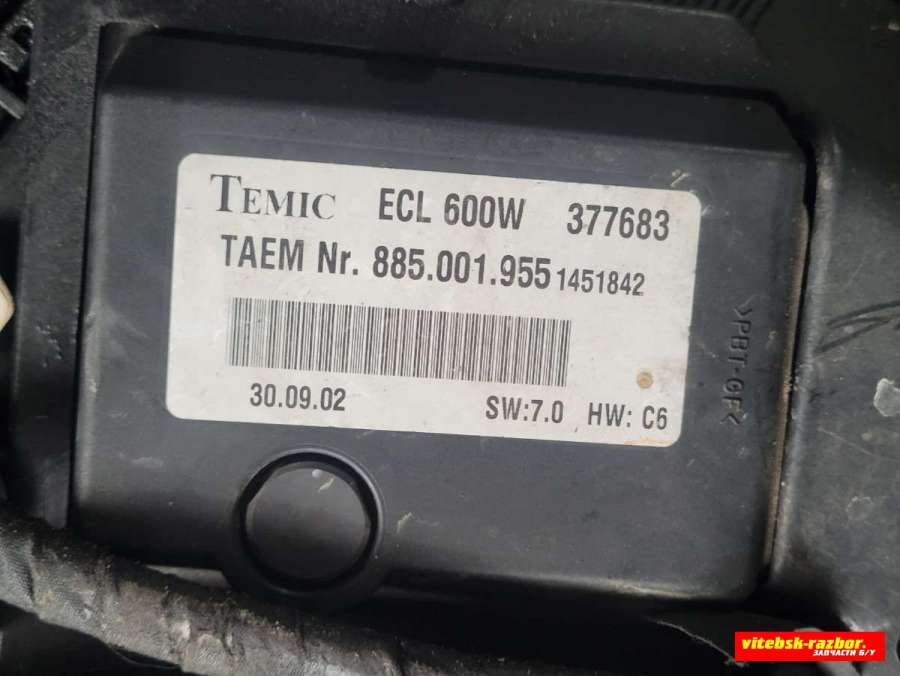 TEMIC ECL 600W 377683
TAEM Nr. 885.001.955 1451842
30.09.02 SW:7.0 HW: C6
>PBT-GF<
vitebsk-razbor.
ЗАПЧАСТИ Б/У